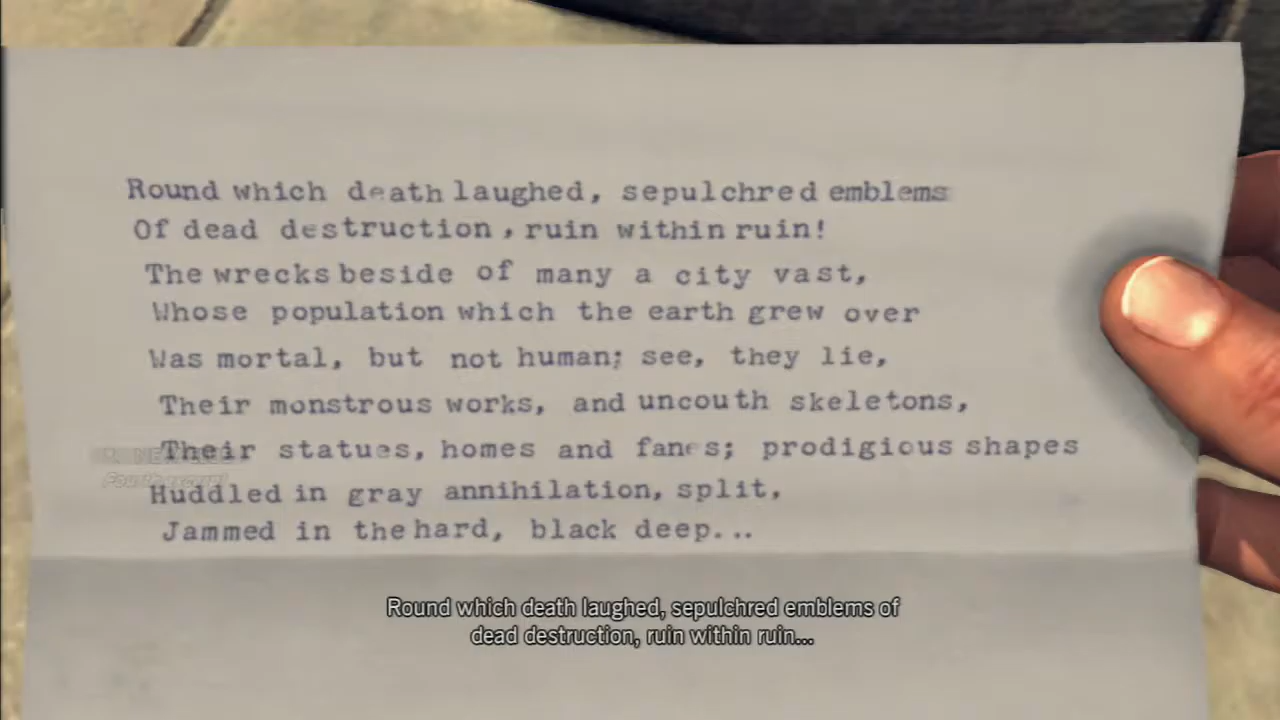 Round which death laughed, sepulchred emblems
Of dead destruction, ruin within ruin!
The wrecks beside of many a city vast,
Whose population which the earth grew over
Was mortal, but not human; see, they lie,
Their monstrous works, and uncouth skeletons,
Their statues, homes and fanes; prodigious shapes
Huddled in gray annihilation, split,
Jammed in the hard, black deep...
Round which death laughed, sepulchred emblems of
dead destruction, ruin within ruin...